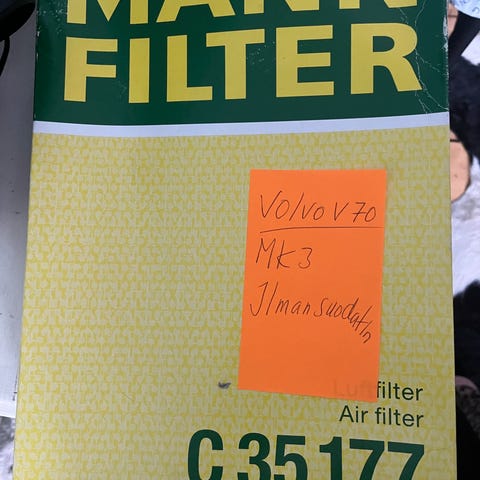 MANN
FILTER
Volvo V70
MK3
Ilmansuodatin
Luftfilter
Air filter
C 35 177